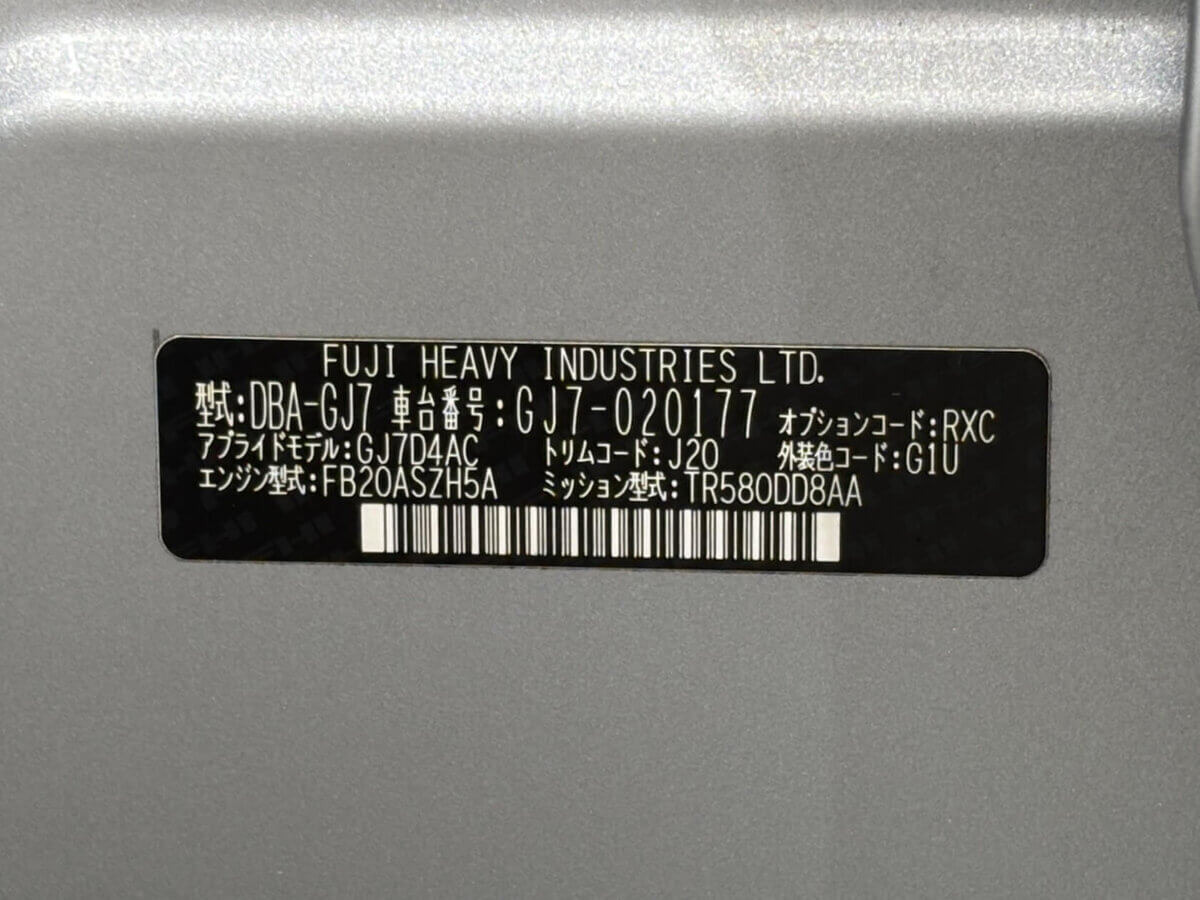 FUJI HEAVY INDUSTRIES LTD.
型式:DBA-GJ7 車台番号:GJ7-020177 オプションコード:RXC
アプライドモデル:GJ7D4AC トリムコード:J20 外装色コード:G1U
エンジン型式:FB20ASZH5A ミッション型式:TR580DD8AA